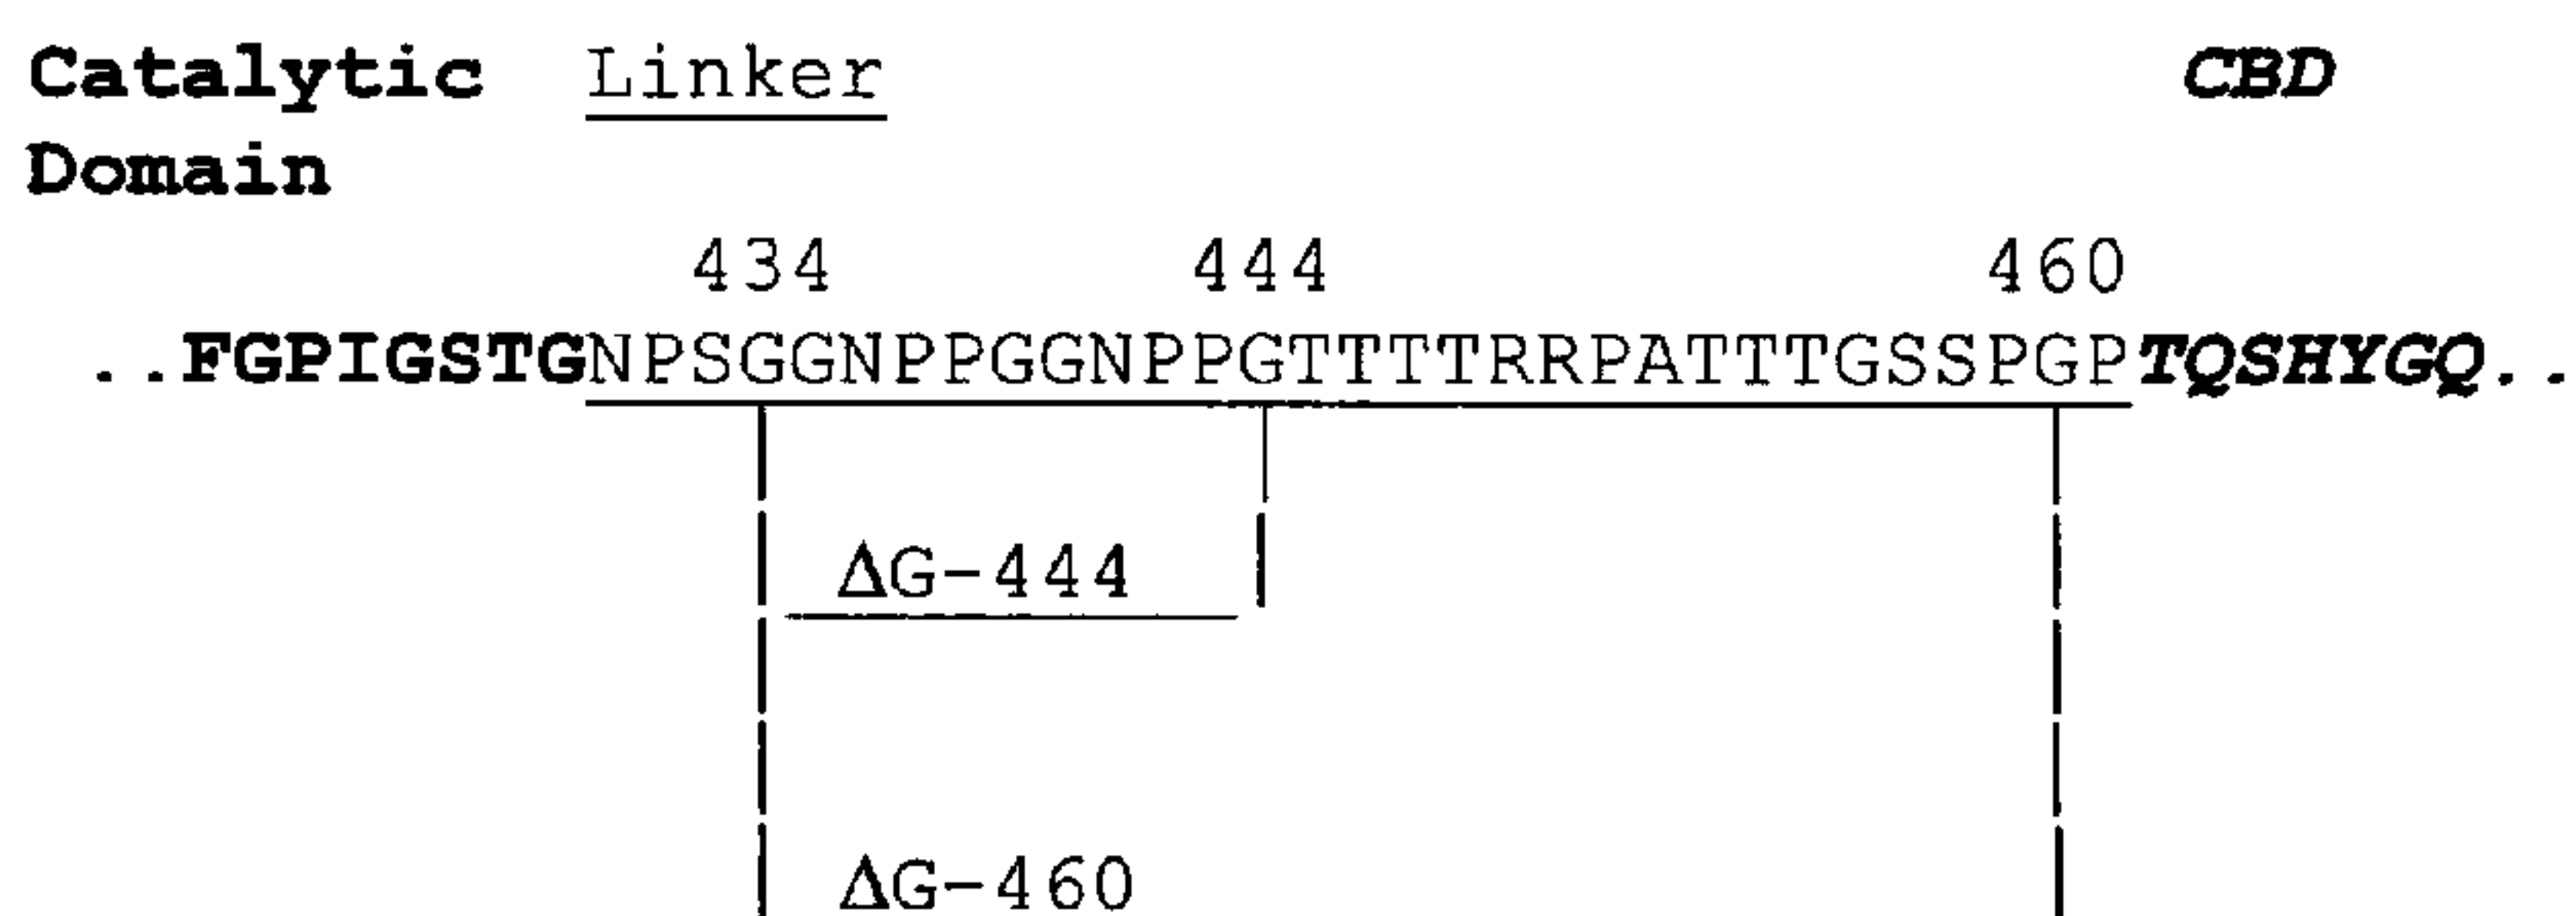 Catalytic Linker CBD
Domain
434 444 460
..FGPIGSTGNPSGGNPPGGNPPGTTTTRRPATTTGSSPGPTQSHYGQ..
ΔG-444
ΔG-460